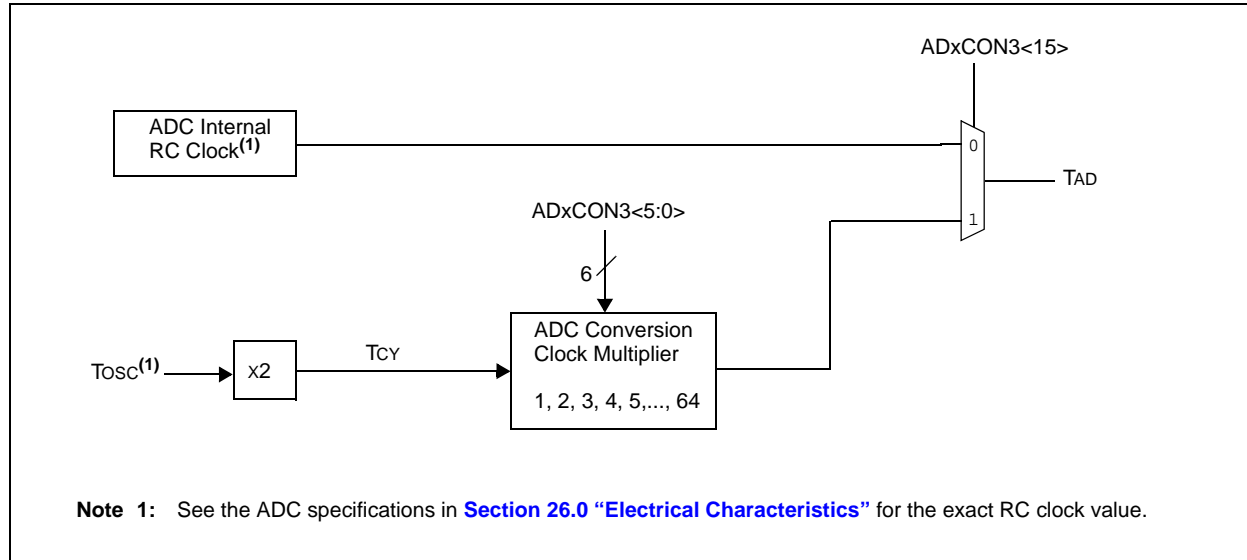 ADxCON3<15>
ADC Internal
RC Clock(1)
0
TAD
ADxCON3<5:0>
1
6
ADC Conversion
Clock Multiplier
TOSC(1)
X2
TCY
1, 2, 3, 4, 5,..., 64
Note 1: See the ADC specifications in Section 26.0 “Electrical Characteristics” for the exact RC clock value.